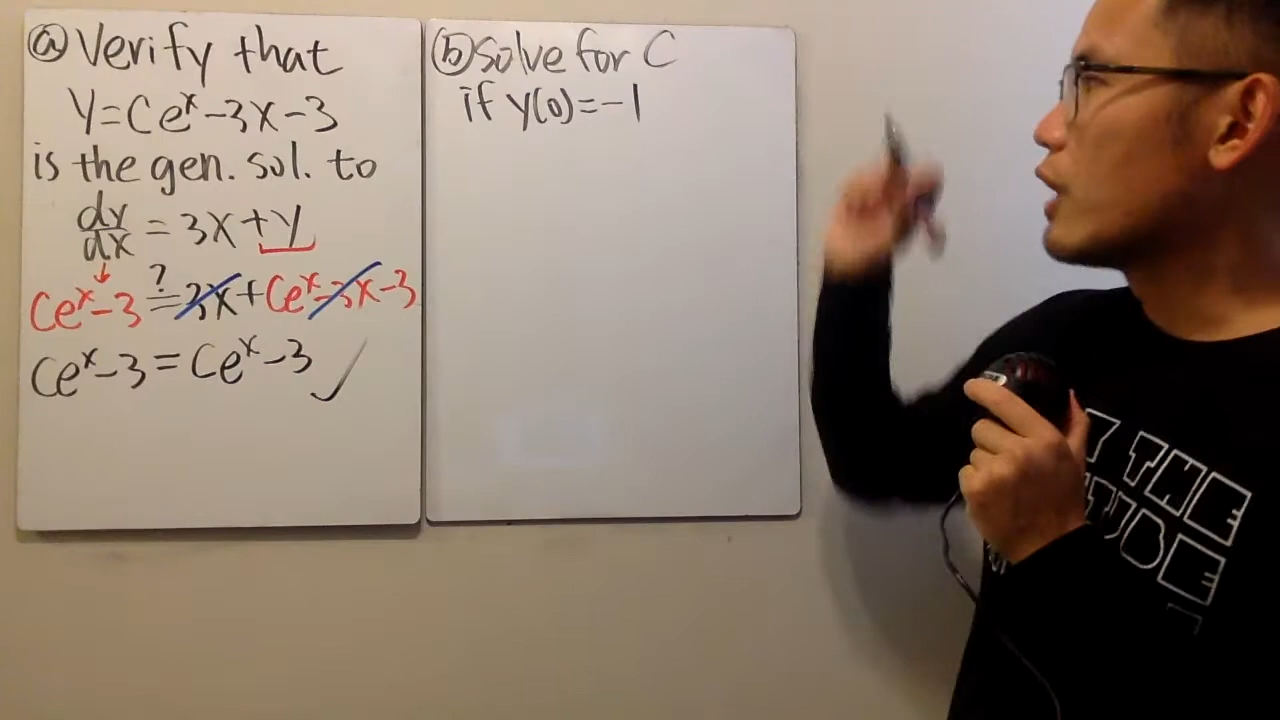 ⓐ Verify that
y=Ce^x-3x-3
is the gen. sol. to
dy/dx = 3x+y
Ce^x-3 ?= 3x+Ce^x-3x-3
Ce^x-3=Ce^x-3 ✓
ⓑ Solve for C
if y(0)=-1
THE